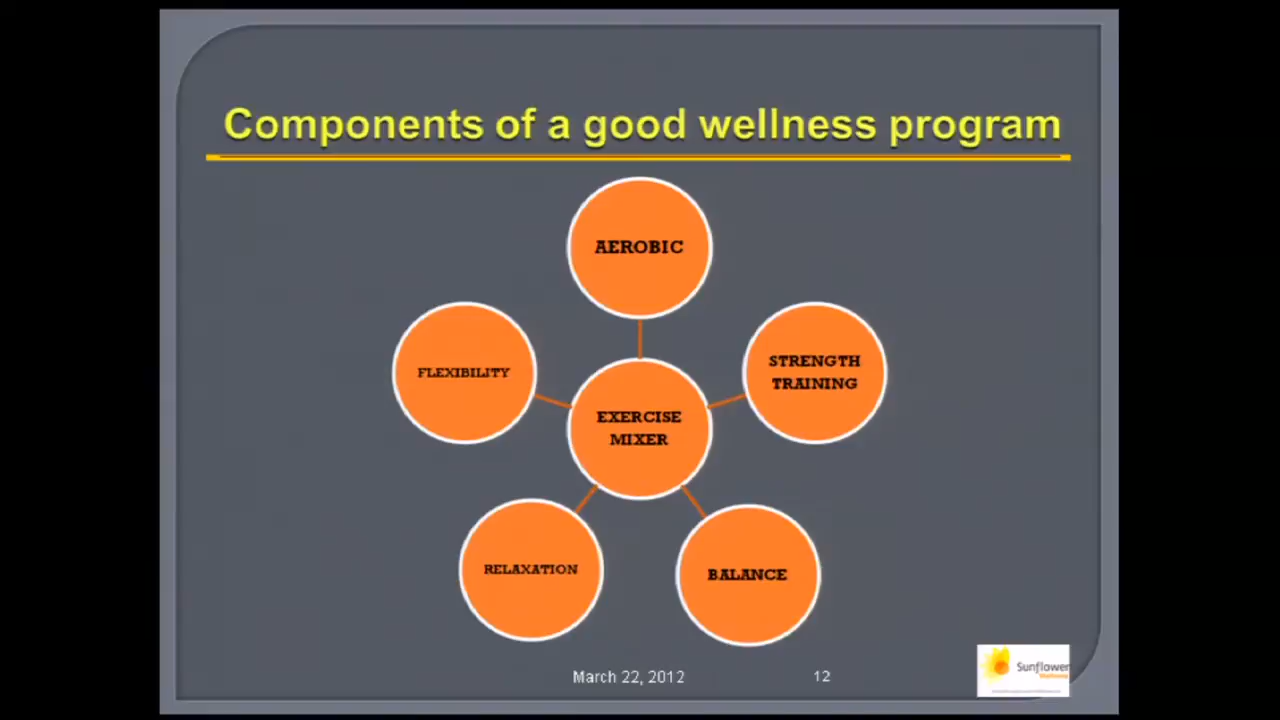 Components of a good wellness program
AEROBIC
STRENGTH
TRAINING
FLEXIBILITY
EXERCISE
MIXER
RELAXATION
BALANCE
March 22, 2012
12
Sunflower